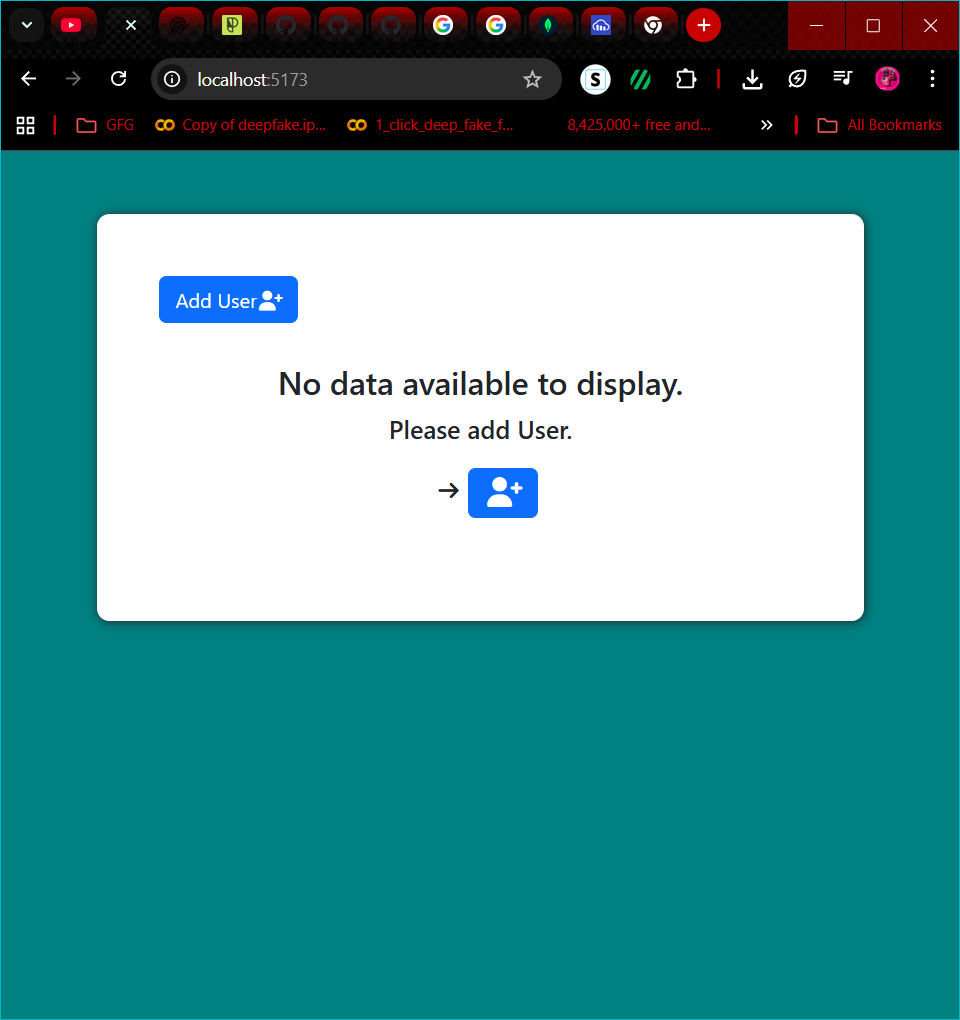 localhost:5173
S
GFG
Copy of deepfake.ip...
1_click_deep_fake_f...
8,425,000+ free and...
All Bookmarks
Add User
No data available to display.
Please add User.